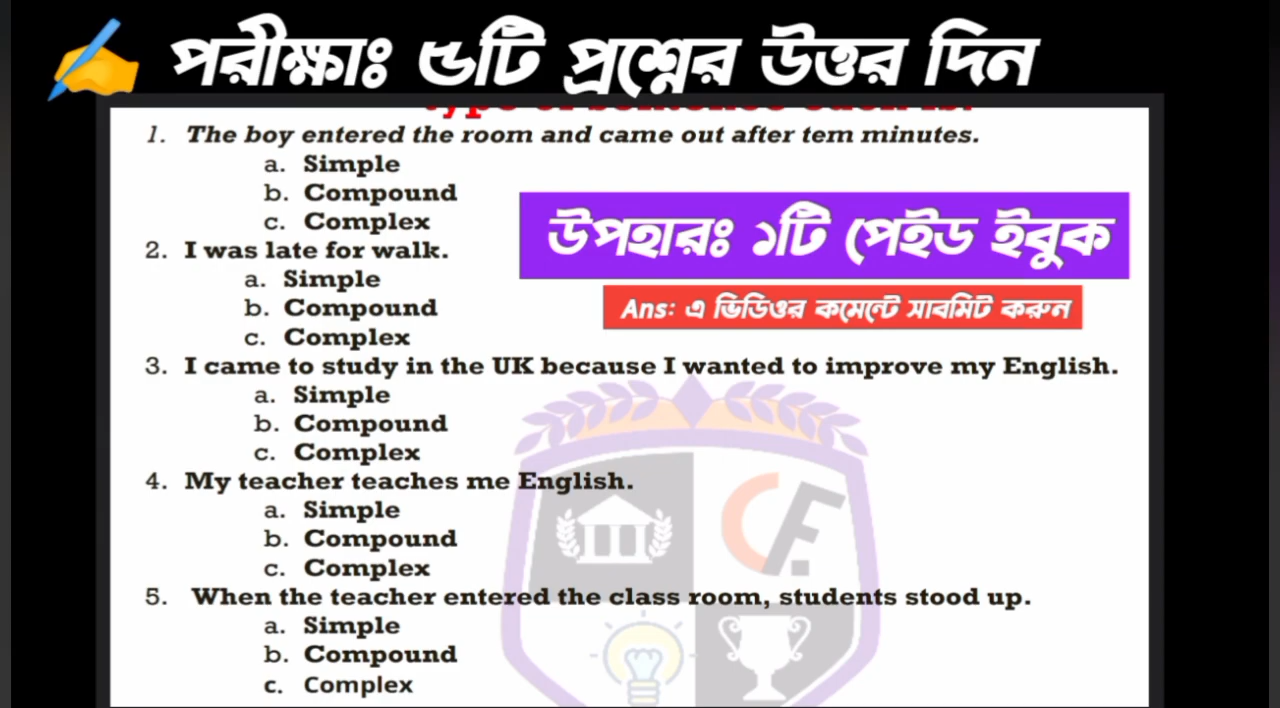 পরীক্ষাঃ ৫টি প্রশ্নের উত্তর দিন
1. The boy entered the room and came out after tem minutes.
a. Simple
b. Compound
c. Complex
উপহারঃ ১টি পেইড ইবুক
Ans: এ ভিডিওর কমেন্টে সাবমিট করুন
2. I was late for walk.
a. Simple
b. Compound
c. Complex
3. I came to study in the UK because I wanted to improve my English.
a. Simple
b. Compound
c. Complex
4. My teacher teaches me English.
a. Simple
b. Compound
c. Complex
5. When the teacher entered the class room, students stood up.
a. Simple
b. Compound
c. Complex
CF